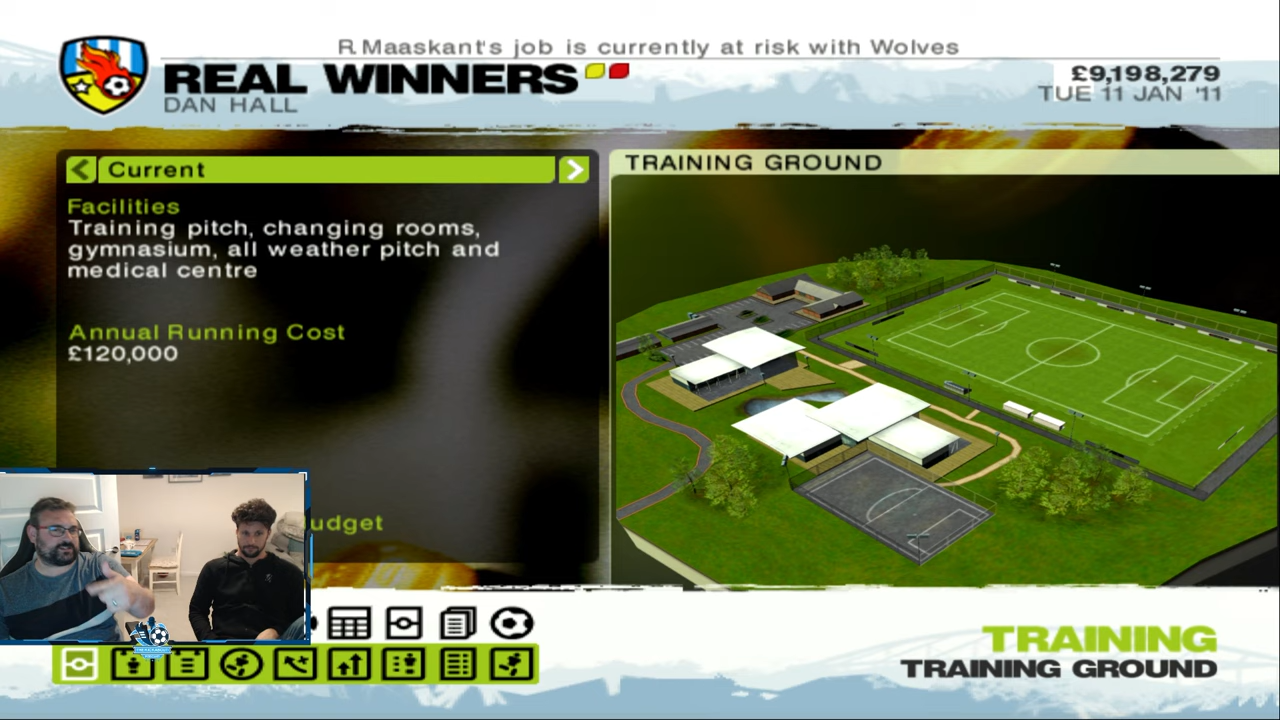 R.Maaskant's job is currently at risk with Wolves
REAL WINNERS
DAN HALL
£9,198,279
TUE 11 JAN '11
Current
Facilities
Training pitch, changing rooms,
gymnasium, all weather pitch and
medical centre
Annual Running Cost
£120,000
TRAINING GROUND
TRAINING
TRAINING GROUND